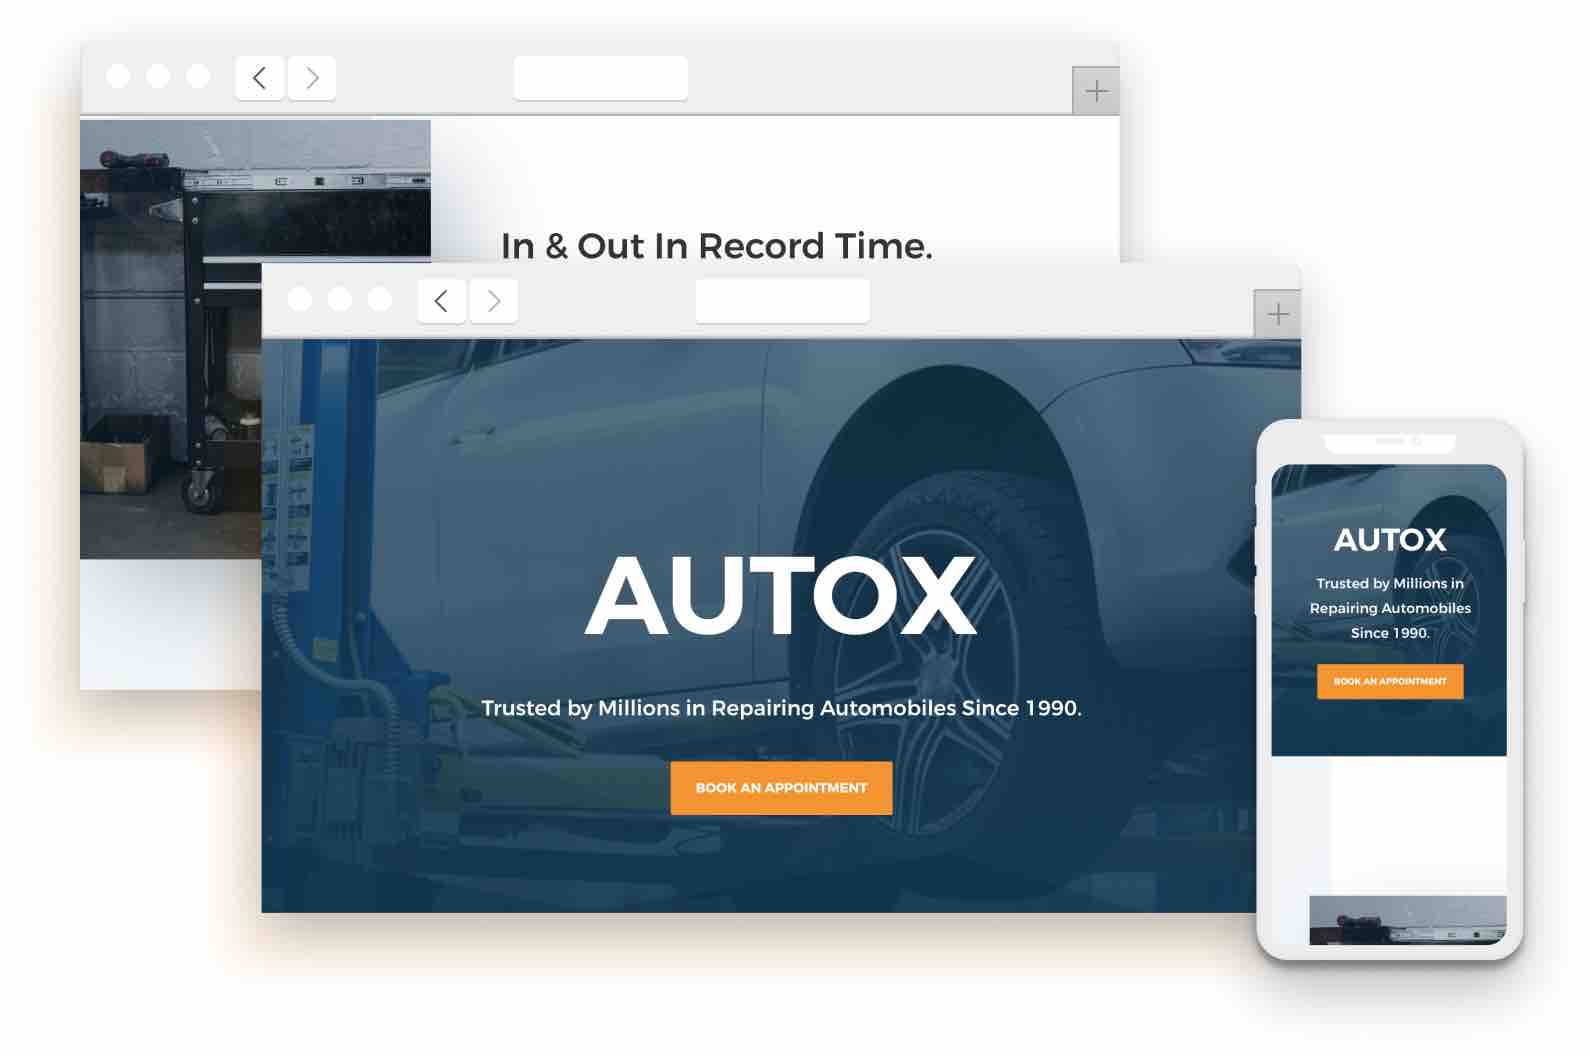 In & Out In Record Time.
AUTOX
Trusted by Millions in Repairing Automobiles Since 1990.
BOOK AN APPOINTMENT
AUTOX
Trusted by Millions in
Repairing Automobiles
Since 1990.
BOOK AN APPOINTMENT